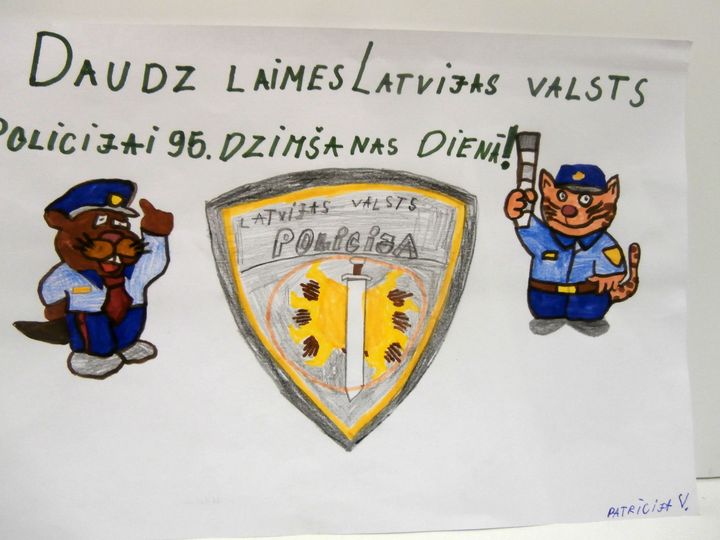 DAUDZ LAIMES LATVIJAS VALSTS
POLICIJAI 95. DZIMŠANAS DIENĀ!
LATVIJAS VALSTS
POLICIJA
PATRĪCIJA V.